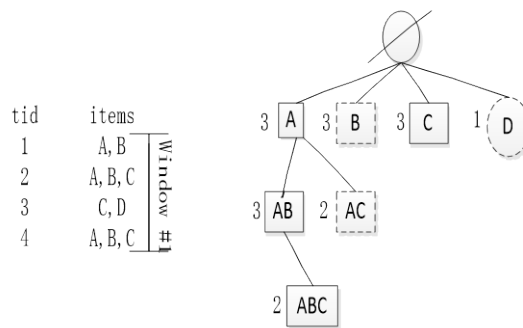 tid items
1 A,B
2 A,B,C
3 C,D
4 A,B,C
Window #1
3 A 3 B 3 C 1 D
3 AB 2 AC
2 ABC